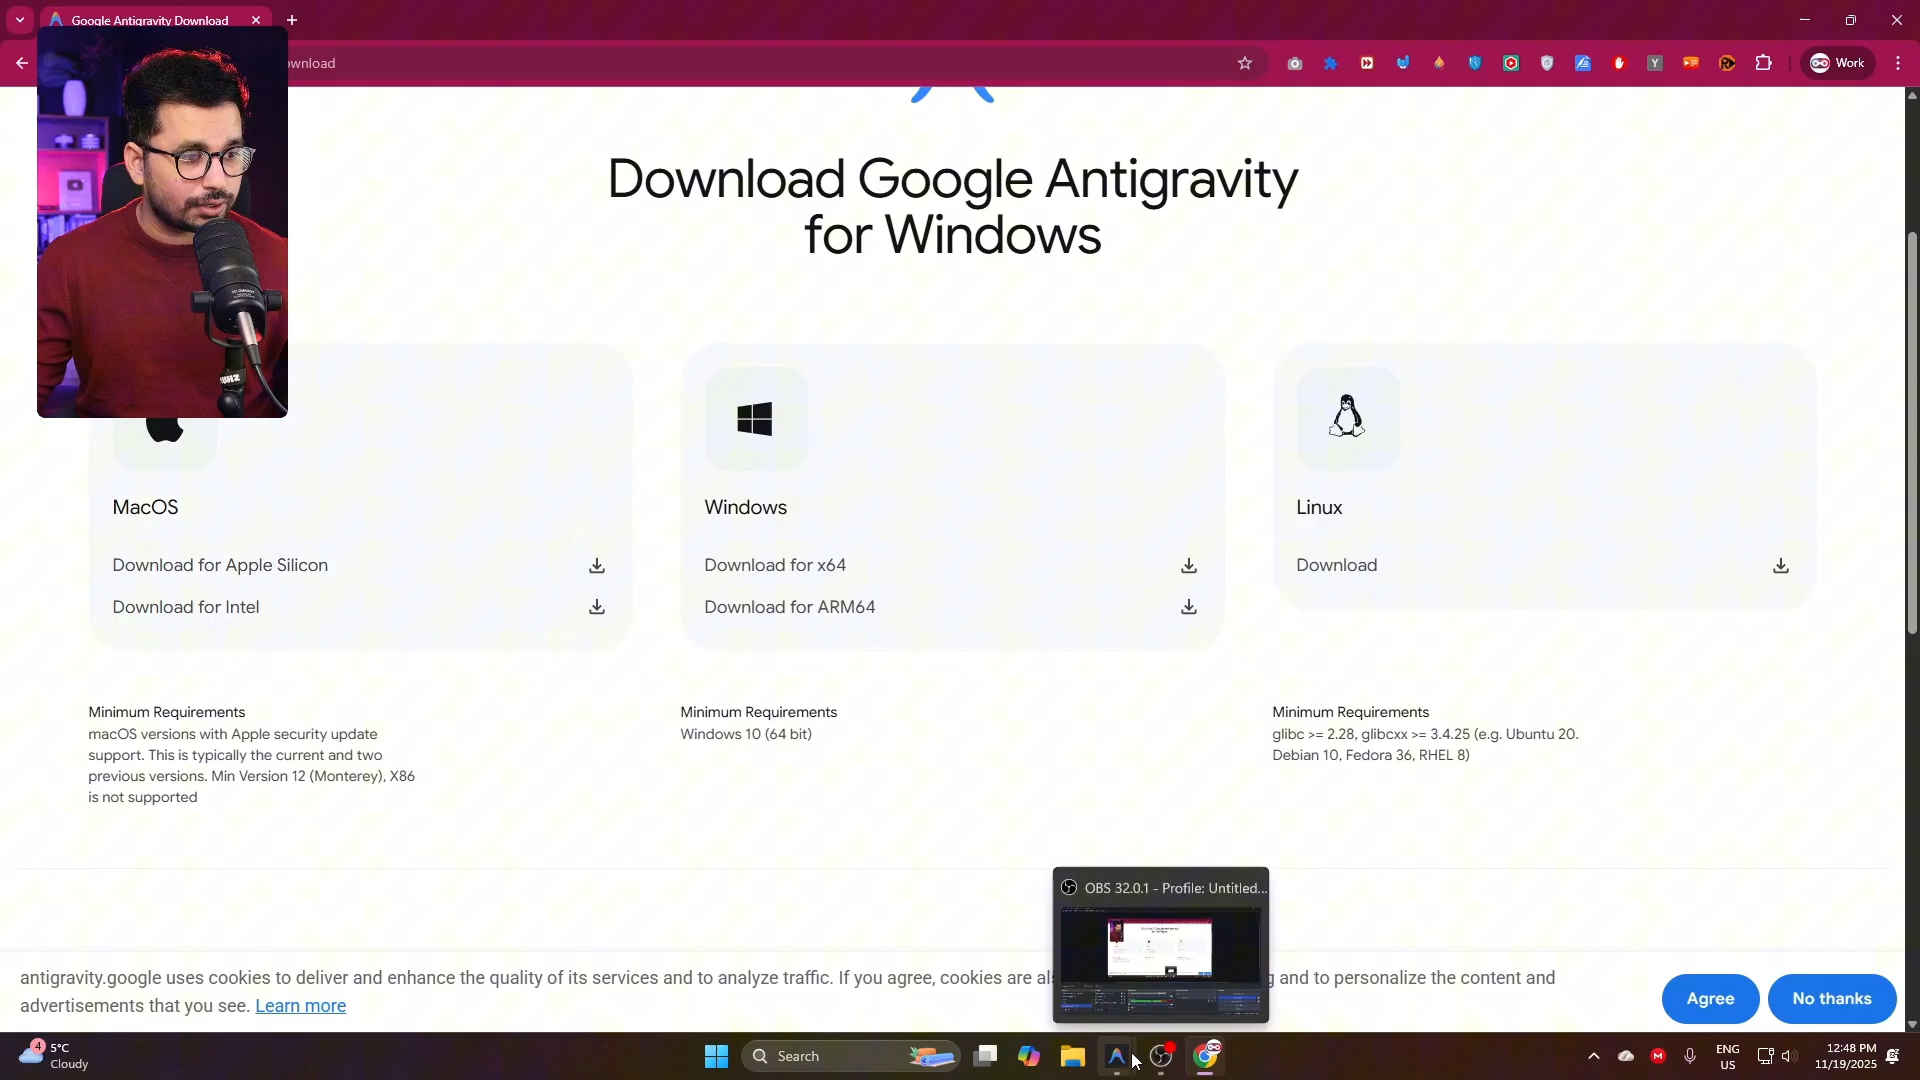 Google Antigravity Download
ownload
Work
Download Google Antigravity
for Windows
MacOS
Download for Apple Silicon
Download for Intel
Windows
Download for x64
Download for ARM64
Linux
Download
Minimum Requirements
macOS versions with Apple security update
support. This is typically the current and two
previous versions. Min Version 12 (Monterey), X86
is not supported
Minimum Requirements
Windows 10 (64 bit)
Minimum Requirements
glibc >= 2.28, glibcxx >= 3.4.25 (e.g. Ubuntu 20.
Debian 10, Fedora 36, RHEL 8)
OBS 32.0.1 - Profile: Untitled...
antigravity.google uses cookies to deliver and enhance the quality of its services and to analyze traffic. If you agree, cookies are al g and to personalize the content and
advertisements that you see. Learn more
Agree
No thanks
4
5°C
Cloudy
Search
ENG
US
12:48 PM
11/19/2025